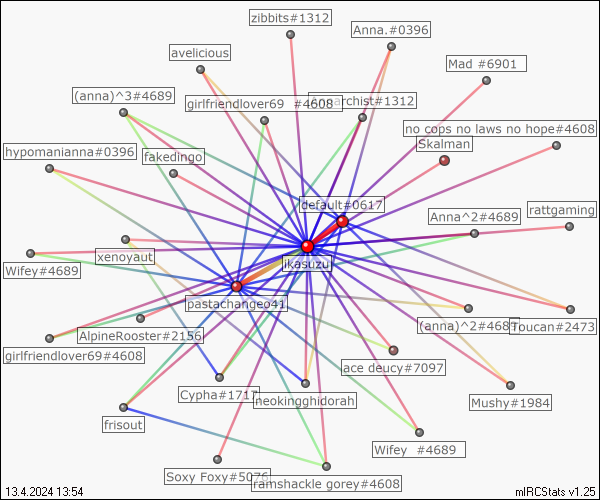 zibbits#1312
Anna.#0396
avelicious
Mad #6901
(anna)^3#4689
girlfriendlover69 #4608
archist#1312
no cops no laws no hope#4608
Skalman
hypomanianna#0396
fakedingo
default#0617
Anna^2#4689
rattgaming
xenoyaut
ikasuzu
Wifey#4689
pastachangeo41
(anna)^2#4689
Toucan#2473
AlpineRooster#2156
girlfriendlover69#4608
ace deucy#7097
Cypha#1717
neokingghidorah
Mushy#1984
frisout
Wifey #4689
Soxy Foxy#5076
ramshackle gorey#4608
13.4.2024 13:54
mIRCStats v1.25